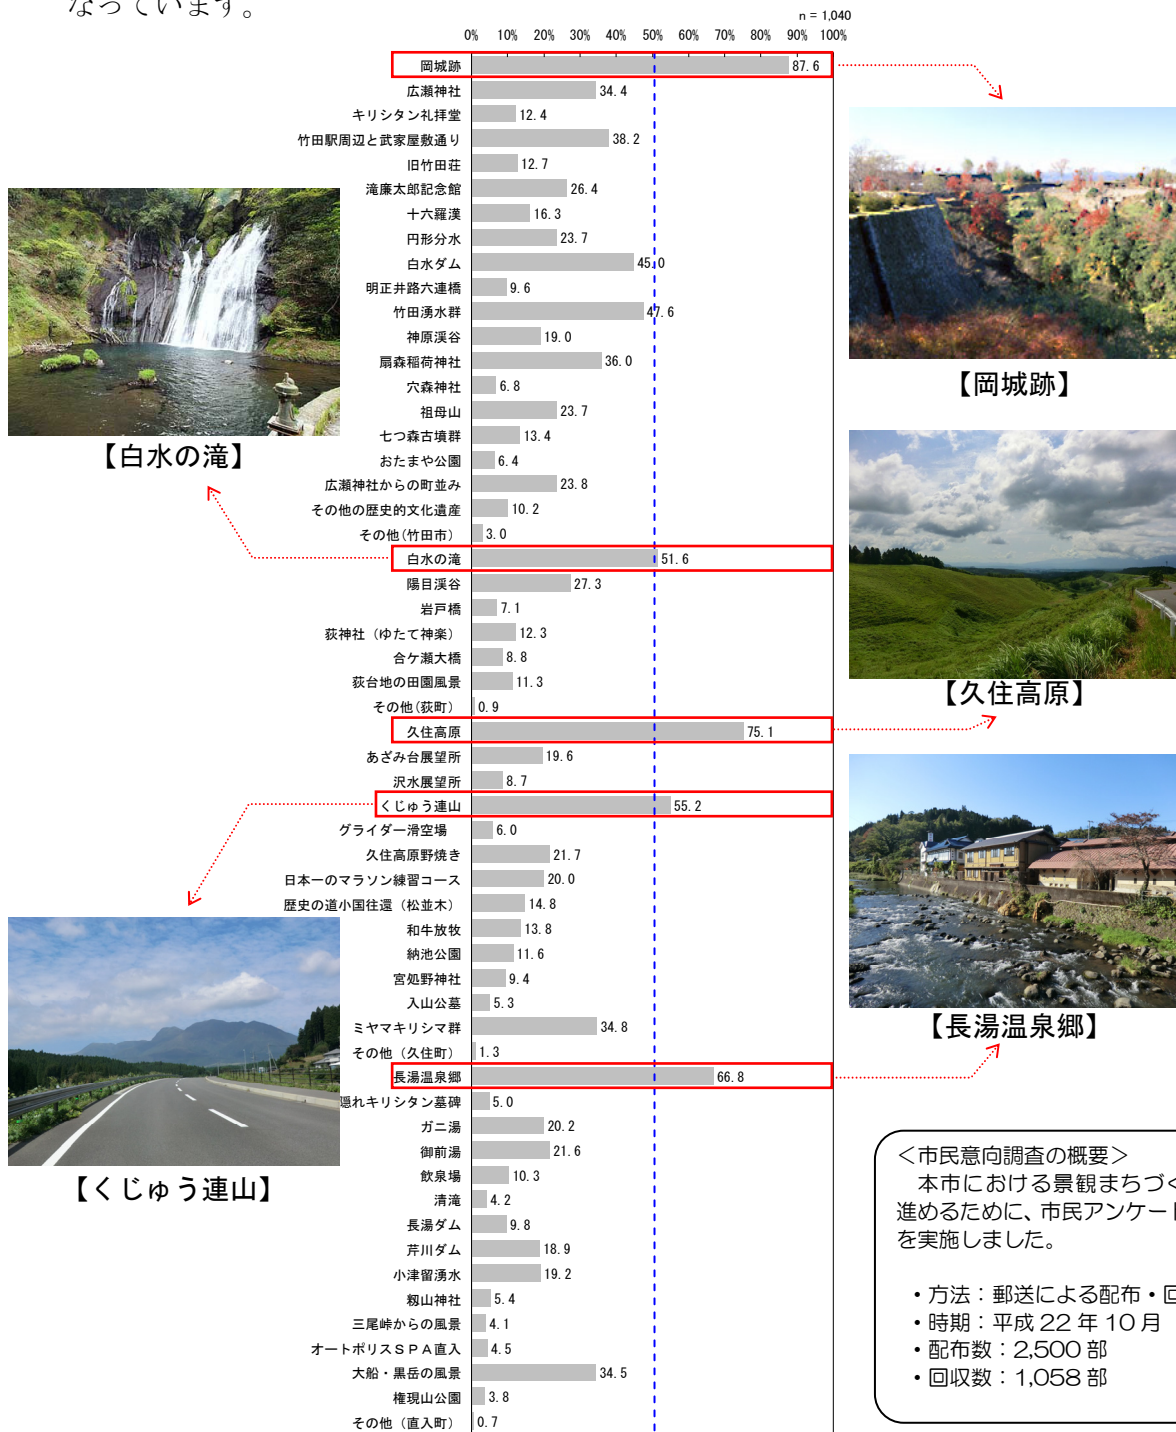 なっています。
n = 1,040
0% 10% 20% 30% 40% 50% 60% 70% 80% 90% 100%
岡城跡 87.6
広瀬神社 34.4
キリシタン礼拝堂 12.4
竹田駅周辺と武家屋敷通り 38.2
旧竹田荘 12.7
滝廉太郎記念館 26.4
十六羅漢 16.3
円形分水 23.7
白水ダム 45.0
明正井路六連橋 9.6
竹田湧水群 47.6
神原渓谷 19.0
扇森稲荷神社 36.0
穴森神社 6.8
祖母山 23.7
七つ森古墳群 13.4
おたまや公園 6.4
広瀬神社からの町並み 23.8
その他の歴史的文化遺産 10.2
その他(竹田市) 3.0
白水の滝 51.6
陽目渓谷 27.3
岩戸橋 7.1
荻神社（ゆたて神楽） 12.3
合ケ瀬大橋 8.8
荻台地の田園風景 11.3
その他(荻町) 0.9
久住高原 75.1
あざみ台展望所 19.6
沢水展望所 8.7
くじゅう連山 55.2
グライダー滑空場 6.0
久住高原野焼き 21.7
日本一のマラソン練習コース 20.0
歴史の道小国往還（松並木） 14.8
和牛放牧 13.8
納池公園 11.6
宮処野神社 9.4
入山公墓 5.3
ミヤマキリシマ群 34.8
その他（久住町） 1.3
長湯温泉郷 66.8
隠れキリシタン墓碑 5.0
ガニ湯 20.2
御前湯 21.6
飲泉場 10.3
清滝 4.2
長湯ダム 9.8
芹川ダム 18.9
小津留湧水 19.2
籾山神社 5.4
三尾峠からの風景 4.1
オートポリスＳＰＡ直入 4.5
大船・黒岳の風景 34.5
権現山公園 3.8
その他（直入町） 0.7
【白水の滝】
【くじゅう連山】
【岡城跡】
【久住高原】
【長湯温泉郷】
＜市民意向調査の概要＞
本市における景観まちづく
進めるために、市民アンケート
を実施しました。
・方法：郵送による配布・回
・時期：平成 22 年 10 月
・配布数：2,500 部
・回収数：1,058 部